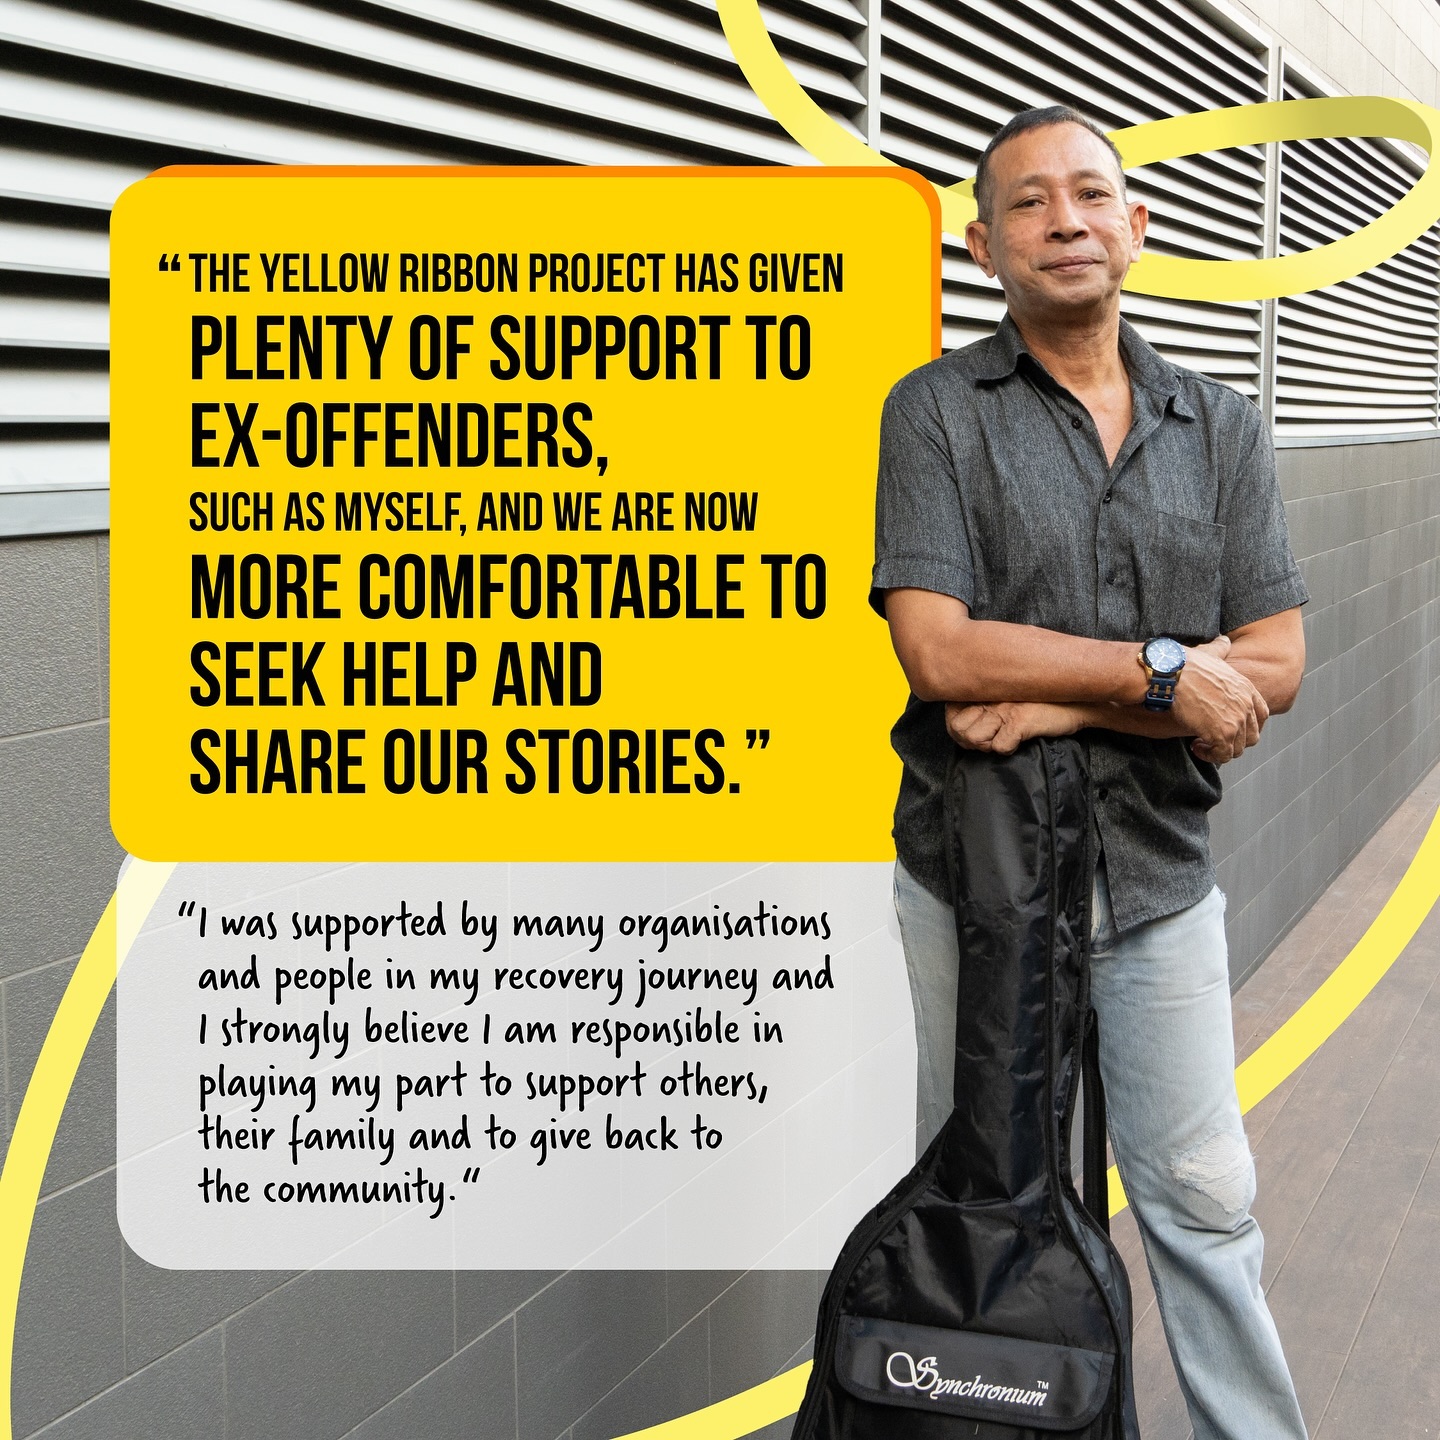 “THE YELLOW RIBBON PROJECT HAS GIVEN
PLENTY OF SUPPORT TO
EX-OFFENDERS,
SUCH AS MYSELF, AND WE ARE NOW
MORE COMFORTABLE TO
SEEK HELP AND
SHARE OUR STORIES.”
“I was supported by many organisations
and people in my recovery journey and
I strongly believe I am responsible in
playing my part to support others,
their family and to give back to
the community.“
Synchronium™